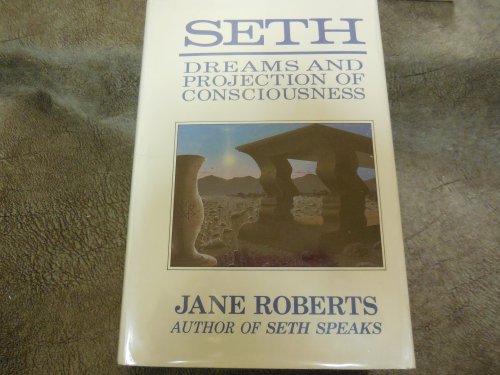 SETH
DREAMS AND
PROJECTION OF
CONSCIOUSNESS
JANE ROBERTS
AUTHOR OF SETH SPEAKS